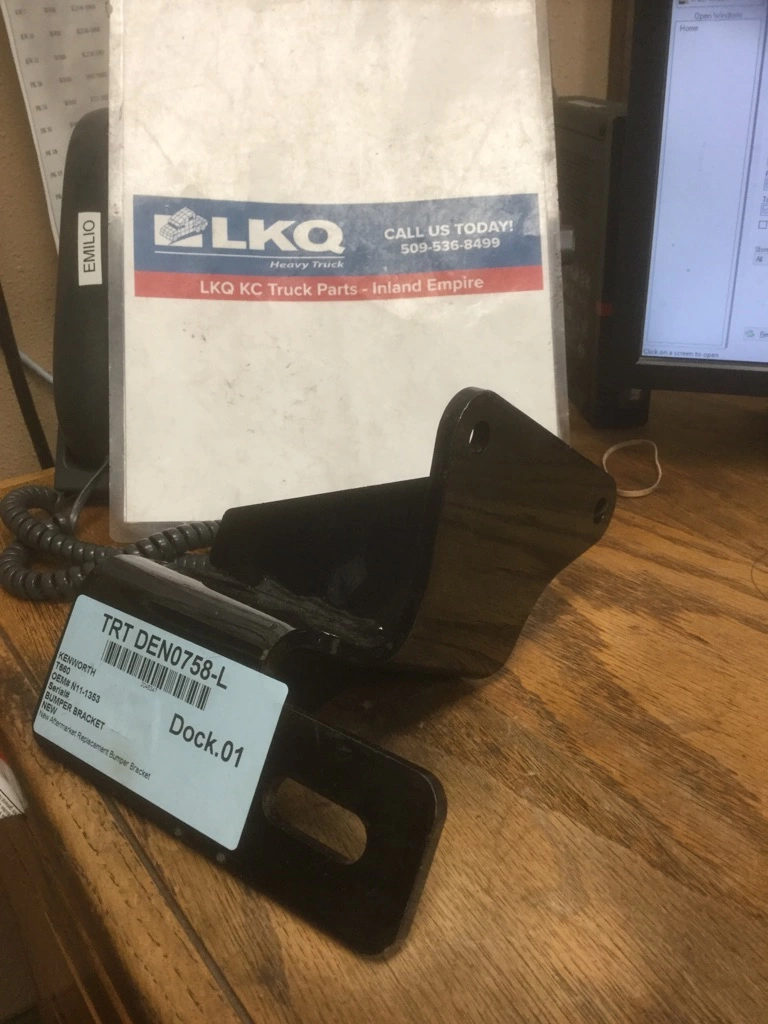 Open Windows
Home
EMILIO
LKQ
Heavy Truck
CALL US TODAY!
509-536-8499
LKQ KC Truck Parts - Inland Empire
Click on a screen to open
TRT DEN0758-L
KENWORTH
T660
OEM# N11-1353
Serial#
BUMPER BRACKET
NEW
New Aftermarket Replacement Bumper Bracket
Dock.01